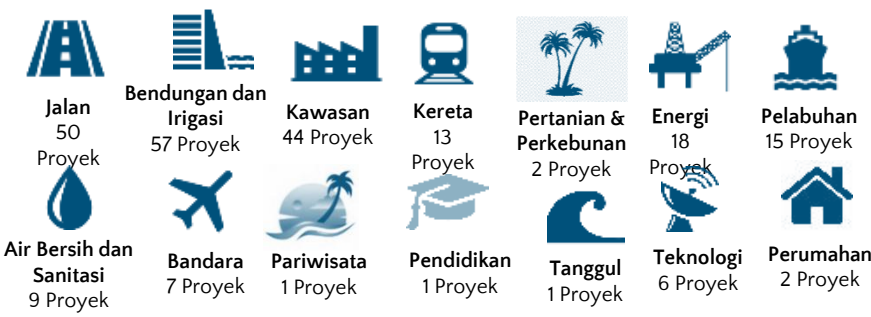 Jalan
50
Proyek
Bendungan dan
Irigasi
57 Proyek
Kawasan
44 Proyek
Kereta
13
Proyek
Pertanian &
Perkebunan
2 Proyek
Energi
18
Proyek
Pelabuhan
15 Proyek
Air Bersih dan
Sanitasi
9 Proyek
Bandara
7 Proyek
Pariwisata
1 Proyek
Pendidikan
1 Proyek
Tanggul
1 Proyek
Teknologi
6 Proyek
Perumahan
2 Proyek